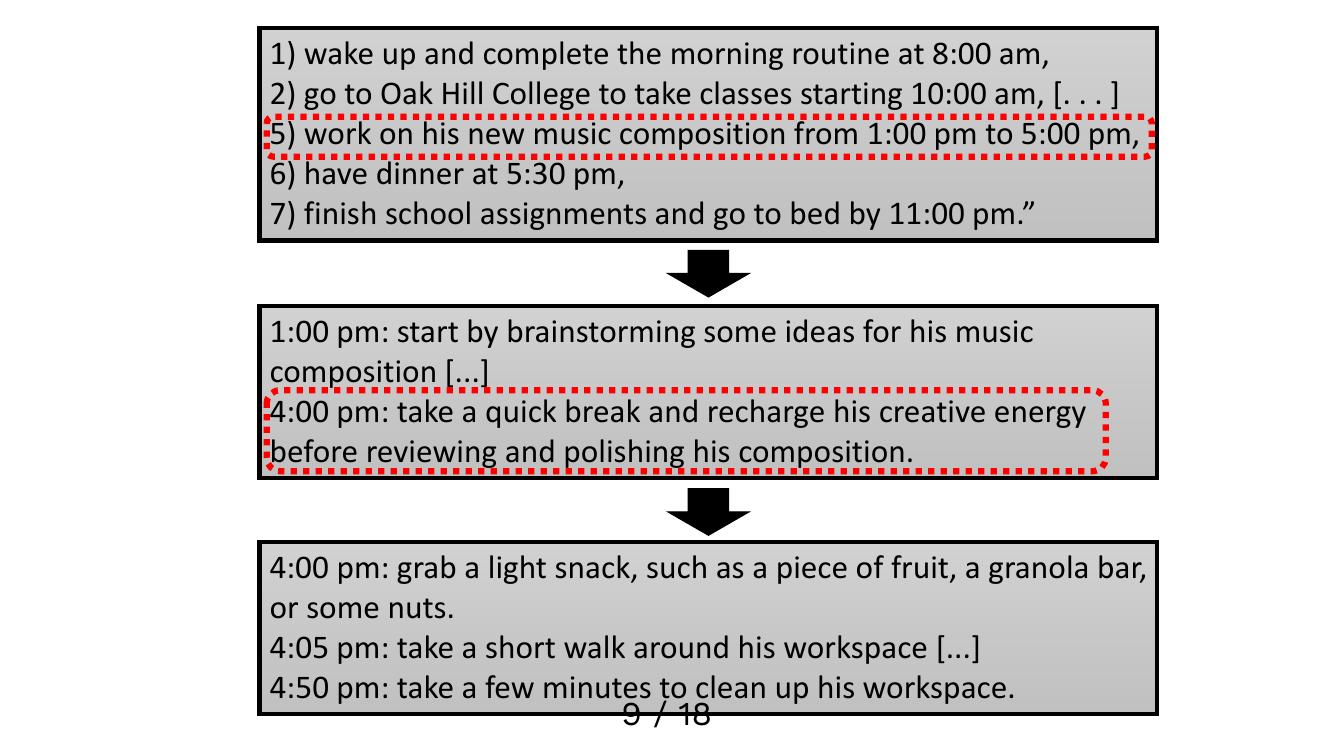 1) wake up and complete the morning routine at 8:00 am,
2) go to Oak Hill College to take classes starting 10:00 am, [. . . ]
5) work on his new music composition from 1:00 pm to 5:00 pm,
6) have dinner at 5:30 pm,
7) finish school assignments and go to bed by 11:00 pm.”
1:00 pm: start by brainstorming some ideas for his music
composition [...]
4:00 pm: take a quick break and recharge his creative energy
before reviewing and polishing his composition.
4:00 pm: grab a light snack, such as a piece of fruit, a granola bar,
or some nuts.
4:05 pm: take a short walk around his workspace [...]
4:50 pm: take a few minutes to clean up his workspace.
9 / 18